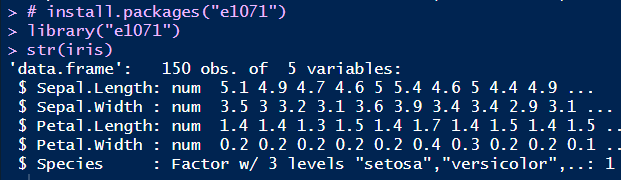 > # install.packages("e1071")
> library("e1071")
> str(iris)
'data.frame':   150 obs. of  5 variables:
 $ Sepal.Length: num  5.1 4.9 4.7 4.6 5 5.4 4.6 5 4.4 4.9 ...
 $ Sepal.Width : num  3.5 3 3.2 3.1 3.6 3.9 3.4 3.4 2.9 3.1 ...
 $ Petal.Length: num  1.4 1.4 1.3 1.5 1.4 1.7 1.4 1.5 1.4 1.5 ..
 $ Petal.Width : num  0.2 0.2 0.2 0.2 0.2 0.4 0.3 0.2 0.2 0.1 ..
 $ Species     : Factor w/ 3 levels "setosa","versicolor",..: 1